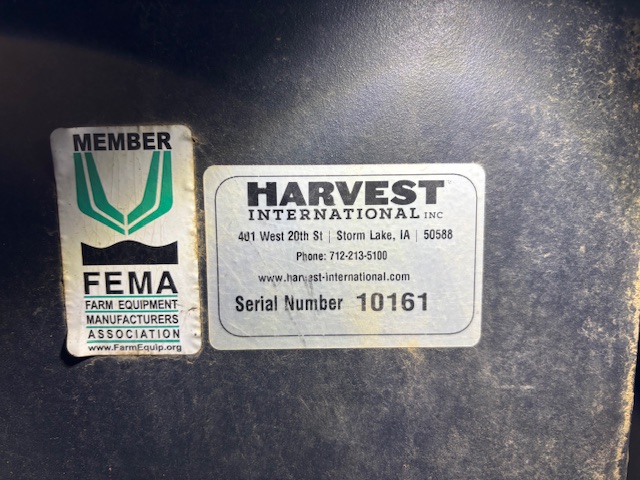 MEMBER
FEMA
FARM EQUIPMENT
MANUFACTURERS
ASSOCIATION
www.FarmEquip.org
HARVEST
INTERNATIONAL INC
401 West 20th St | Storm Lake, IA | 50588
Phone: 712-213-5100
www.harvest-international.com
Serial Number 10161